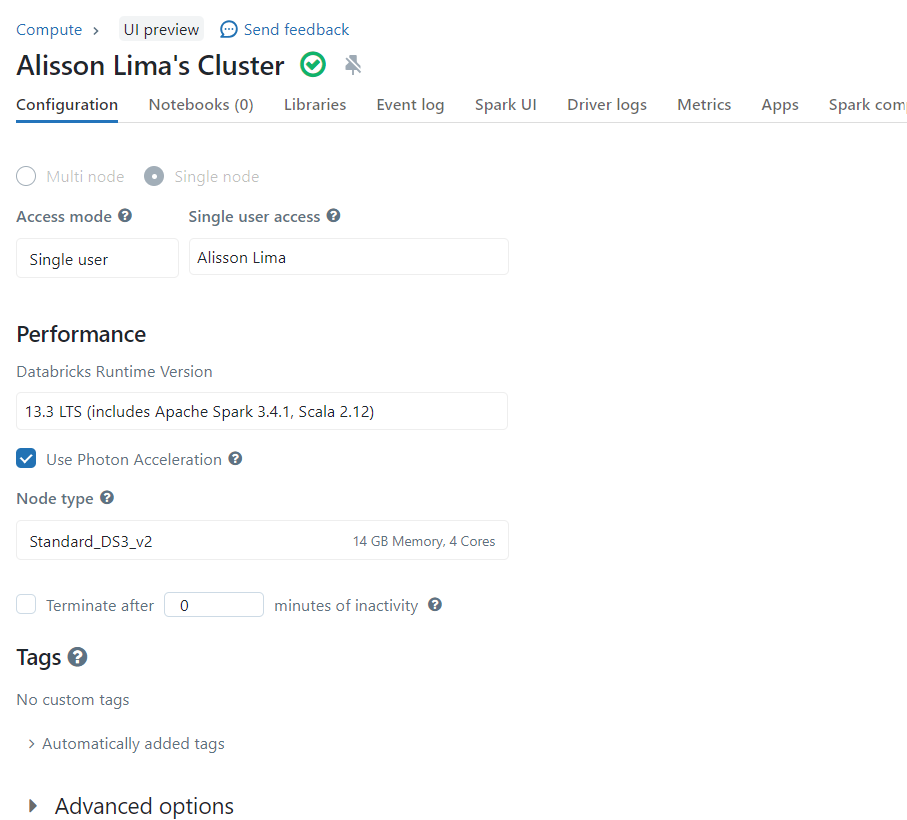 Compute > UI preview Send feedback
Alisson Lima's Cluster
Configuration Notebooks (0) Libraries Event log Spark UI Driver logs Metrics Apps Spark com
Multi node Single node
Access mode ? Single user access ?
Single user Alisson Lima
Performance
Databricks Runtime Version
13.3 LTS (includes Apache Spark 3.4.1, Scala 2.12)
Use Photon Acceleration ?
Node type ?
Standard_DS3_v2 14 GB Memory, 4 Cores
Terminate after 0 minutes of inactivity ?
Tags ?
No custom tags
> Automatically added tags
Advanced options